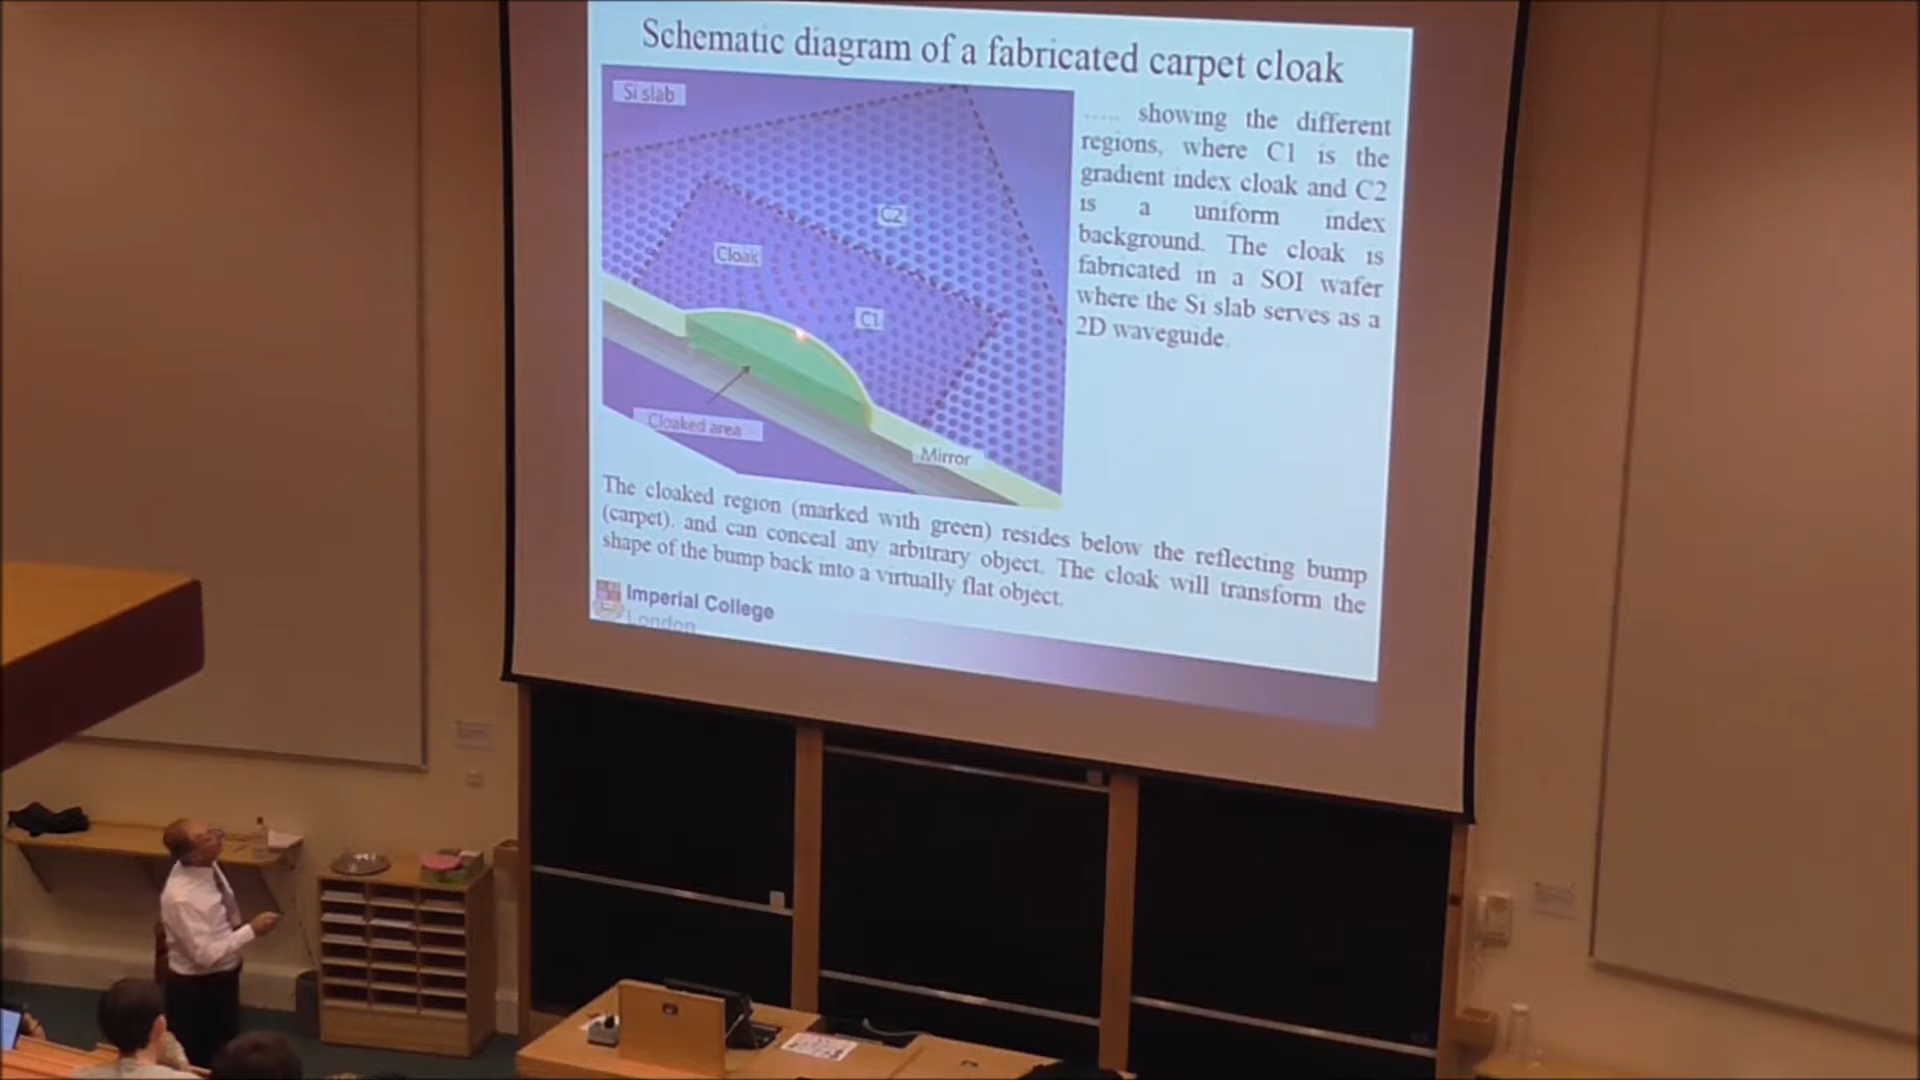 Schematic diagram of a fabricated carpet cloak
Si slab
C2
Cloak
C1
Cloaked area
Mirror
..... showing the different
regions, where C1 is the
gradient index cloak and C2
is a uniform index
background. The cloak is
fabricated in a SOI wafer
where the Si slab serves as a
2D waveguide.
The cloaked region (marked with green) resides below the reflecting bump
(carpet), and can conceal any arbitrary object. The cloak will transform the
shape of the bump back into a virtually flat object.
Imperial College
London